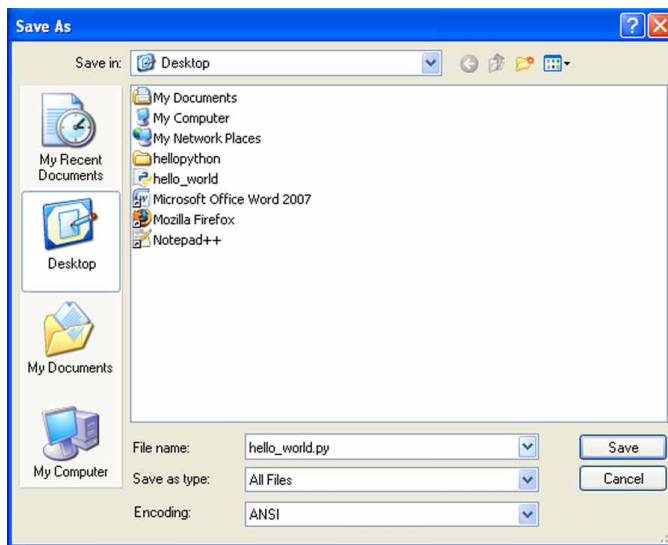 Save As
Save in:
Desktop
My Recent
Documents
Desktop
My Documents
My Computer
My Documents
My Computer
My Network Places
hellopython
hello_world
Microsoft Office Word 2007
Mozilla Firefox
Notepad++
File name:
hello_world.py
Save
Save as type:
All Files
Cancel
Encoding:
ANSI